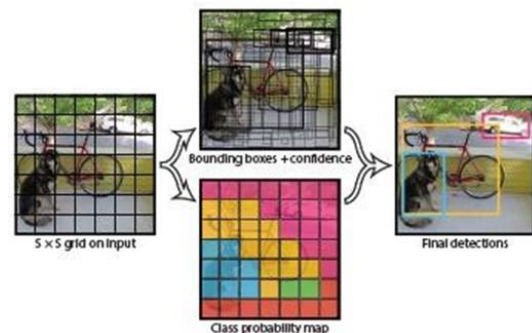 Bounding boxes + confidence
S × S grid on input
Final detections
Class probability map